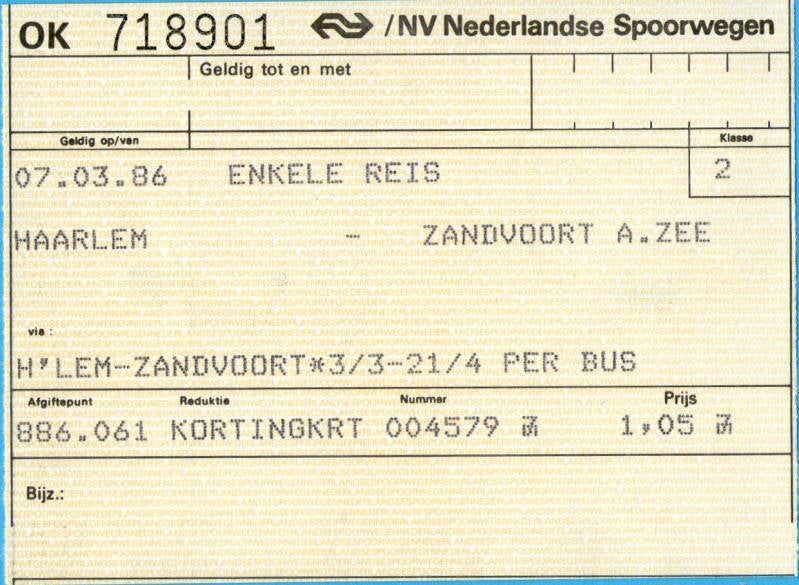 OK 718901 /NV Nederlandse Spoorwegen
Geldig tot en met
Geldig op/van
Klasse
07.03.86 ENKELE REIS 2
HAARLEM - ZANDVOORT A.ZEE
via :
H'LEM-ZANDVOORT*3/3-21/4 PER BUS
Afgiftepunt Reduktie Nummer Prijs
886.061 KORTINGKRT 004579 1,05
Bijz.: